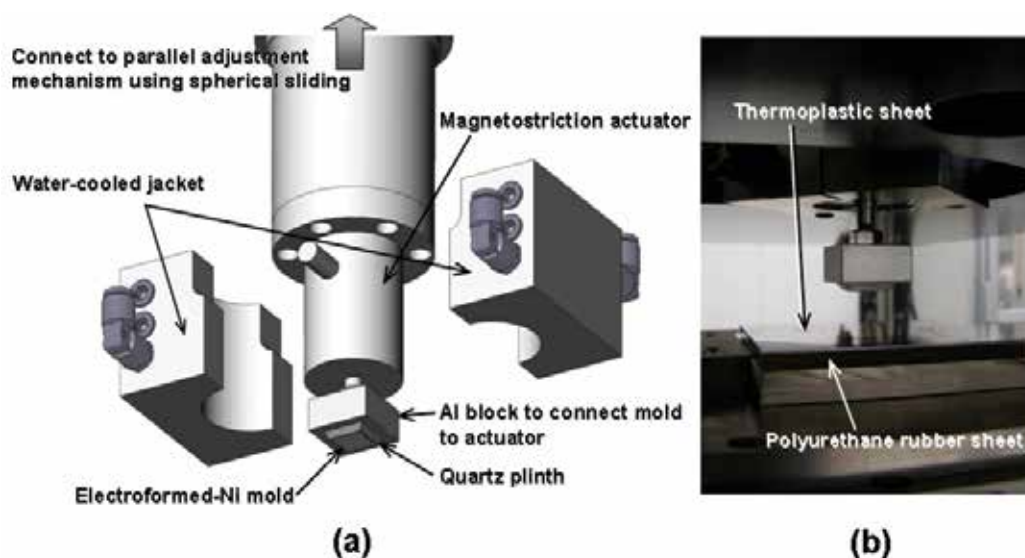 Connect to parallel adjustment
mechanism using spherical sliding
Magnetostriction actuator
Water-cooled jacket
Al block to connect mold
to actuator
Quartz plinth
Electroformed-Ni mold
(a)
Thermoplastic sheet
Polyurethane rubber sheet
(b)